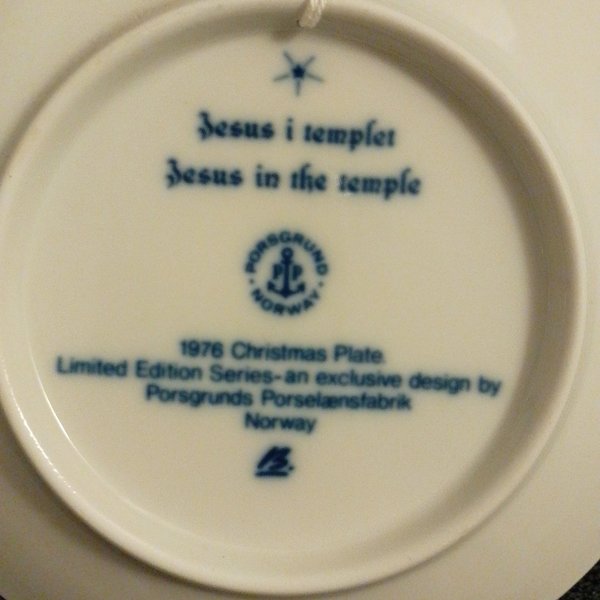 Jesus i templet
Jesus in the temple
PORSGRUND
P P
NORWAY
1976 Christmas Plate.
Limited Edition Series-an exclusive design by
Porsgrunds Porselænsfabrik
Norway